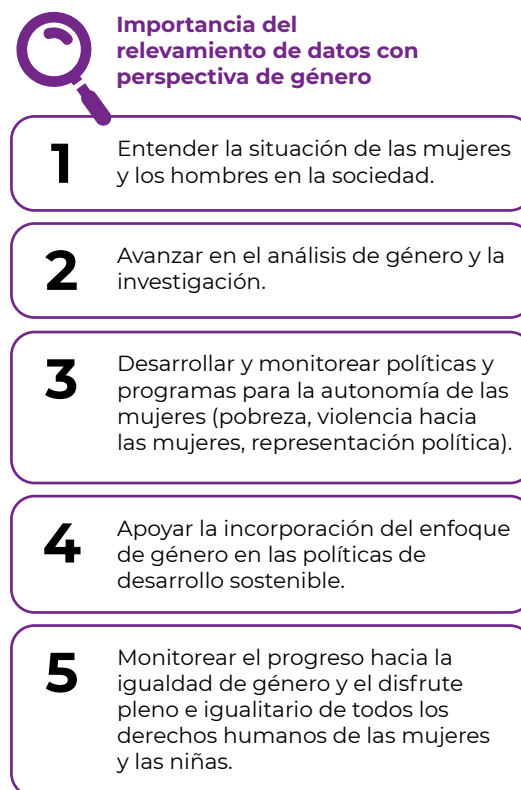 Importancia del
relevamiento de datos con
perspectiva de género
1
Entender la situación de las mujeres
y los hombres en la sociedad.
2
Avanzar en el análisis de género y la
investigación.
3
Desarrollar y monitorear políticas y
programas para la autonomía de las
mujeres (pobreza, violencia hacia
las mujeres, representación política).
4
Apoyar la incorporación del enfoque
de género en las políticas de
desarrollo sostenible.
5
Monitorear el progreso hacia la
igualdad de género y el disfrute
pleno e igualitario de todos los
derechos humanos de las mujeres
y las niñas.